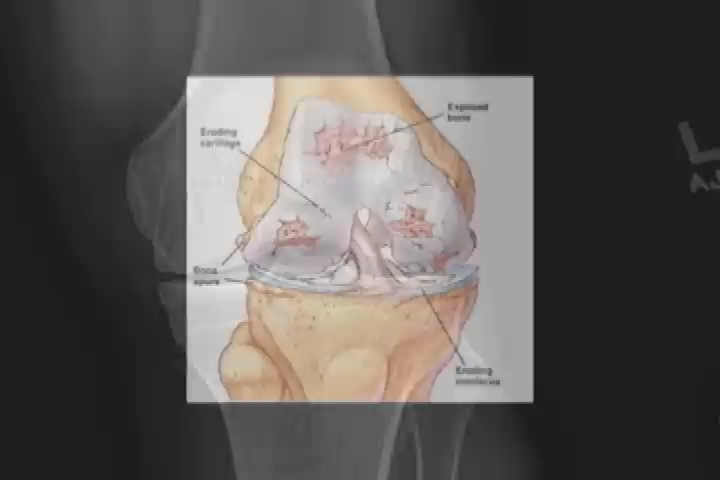 Exposed
bone
Eroding
cartilage
Bone
spurs
Eroding
meniscus
L